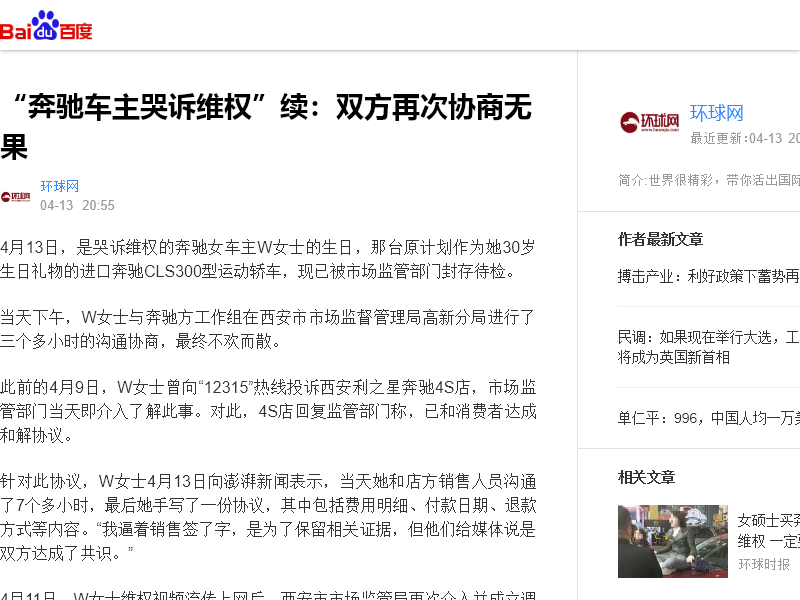 Bai du 百度
“奔驰车主哭诉维权”续：双方再次协商无
果
环球网
04-13 20:55
4月13日，是哭诉维权的奔驰女车主W女士的生日，那台原计划作为她30岁
生日礼物的进口奔驰CLS300型运动轿车，现已被市场监管部门封存待检。
当天下午，W女士与奔驰方工作组在西安市市场监督管理局高新分局进行了
三个多小时的沟通协商，最终不欢而散。
此前的4月9日，W女士曾向“12315”热线投诉西安利之星奔驰4S店，市场监
管部门当天即介入了解此事。对此，4S店回复监管部门称，已和消费者达成
和解协议。
针对此协议，W女士4月13日向澎湃新闻表示，当天她和店方销售人员沟通
了7个多小时，最后她手写了一份协议，其中包括费用明细、付款日期、退款
方式等内容。“我逼着销售签了字，是为了保留相关证据，但他们给媒体说是
双方达成了共识。”
4月11日，W女士维权视频流传上网后，西安市市场监管局再次介入并成立调
环球网
www.huanqiu.com
环球网
最近更新:04-13 20
简介:世界很精彩，带你活出国际
作者最新文章
搏击产业：利好政策下蓄势再
民调：如果现在举行大选，工
将成为英国新首相
单仁平：996，中国人均一万美
相关文章
女硕士买奔
维权 一定要
环球时报